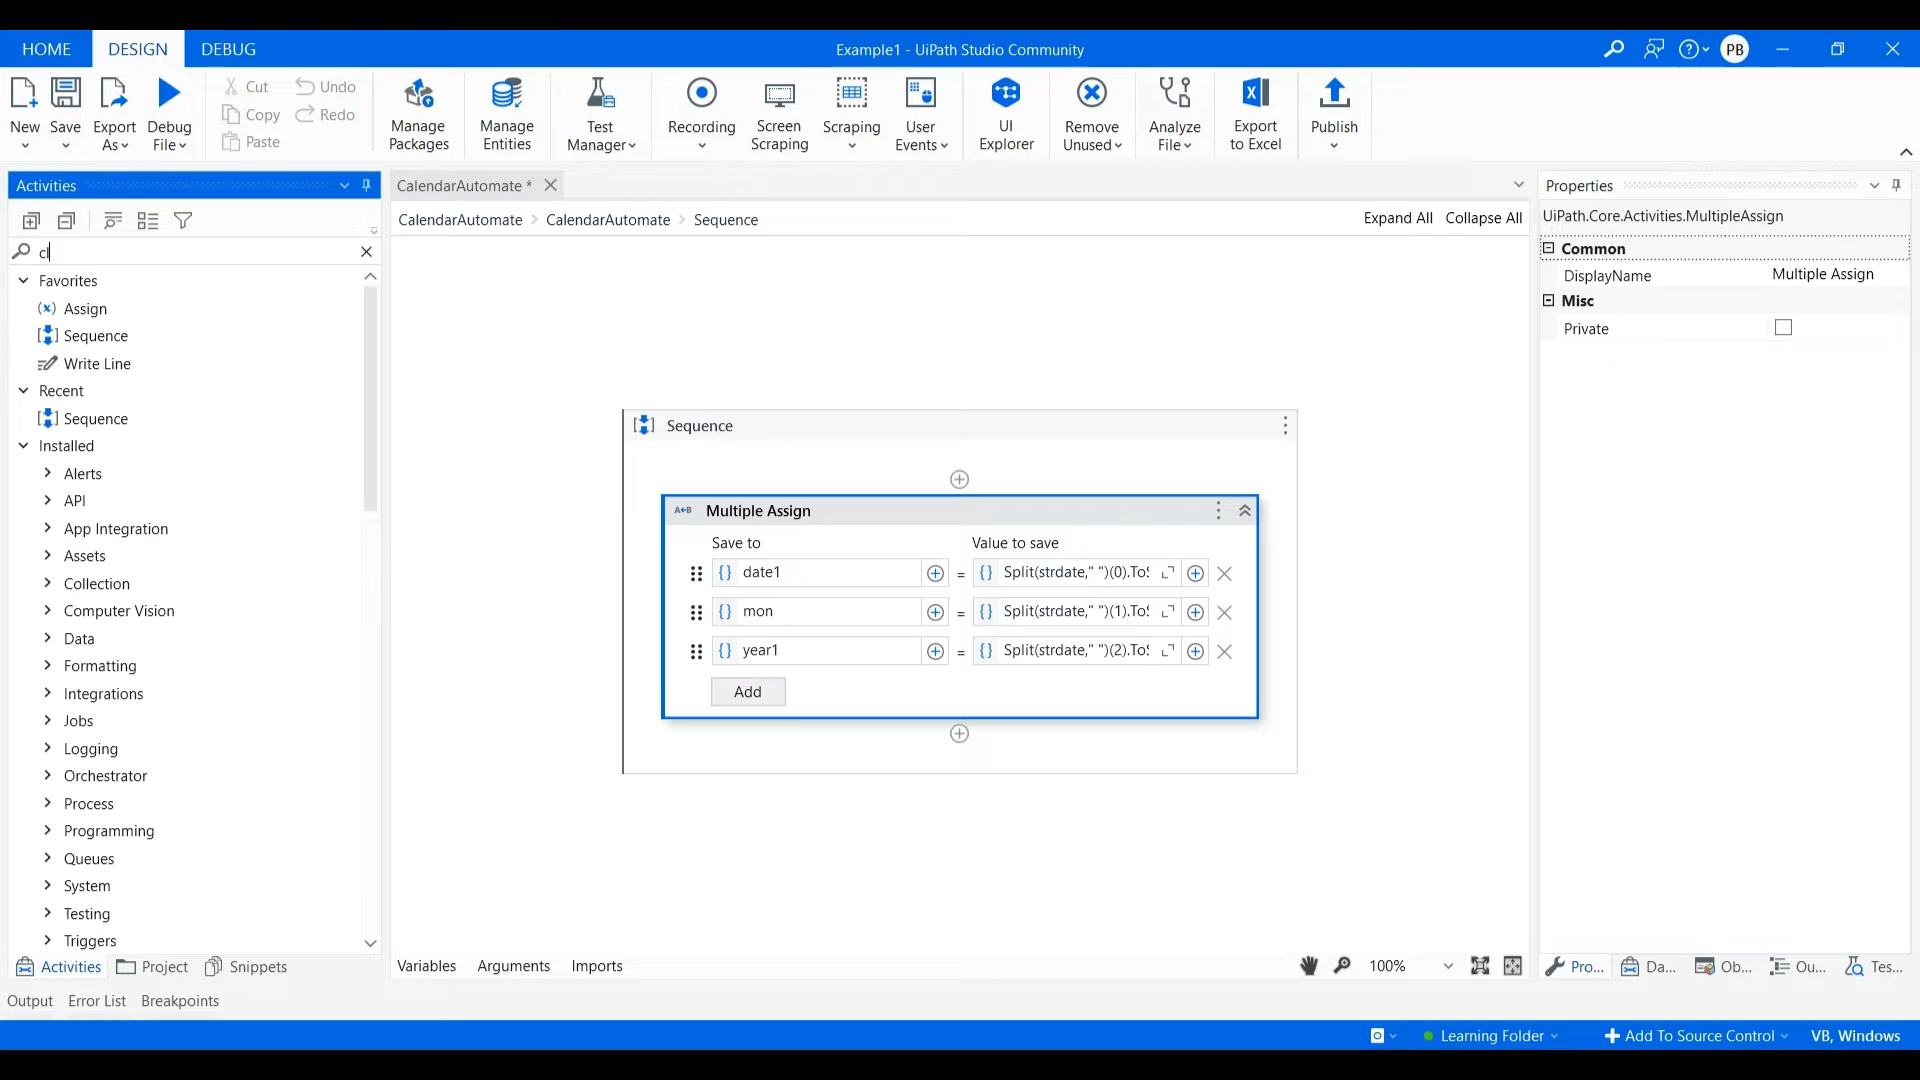 HOME DESIGN DEBUG Example1 - UiPath Studio Community PB
New Save Export As Debug File Cut Copy Paste Undo Redo Manage Packages Manage Entities Test Manager Recording Screen Scraping Scraping User Events UI Explorer Remove Unused Analyze File Export to Excel Publish
Activities
cl
Favorites
Assign
Sequence
Write Line
Recent
Sequence
Installed
Alerts
API
App Integration
Assets
Collection
Computer Vision
Data
Formatting
Integrations
Jobs
Logging
Orchestrator
Process
Programming
Queues
System
Testing
Triggers
Activities Project Snippets
CalendarAutomate *
CalendarAutomate > CalendarAutomate > Sequence Expand All Collapse All
Sequence
A+B Multiple Assign
Save to Value to save
date1 = Split(strdate," ")(0).ToS
mon = Split(strdate," ")(1).ToS
year1 = Split(strdate," ")(2).ToS
Add
Variables Arguments Imports 100%
Properties
UiPath.Core.Activities.MultipleAssign
Common
DisplayName Multiple Assign
Misc
Private
Pro... Da... Ob... Ou... Tes...
Output Error List Breakpoints
Learning Folder Add To Source Control VB, Windows